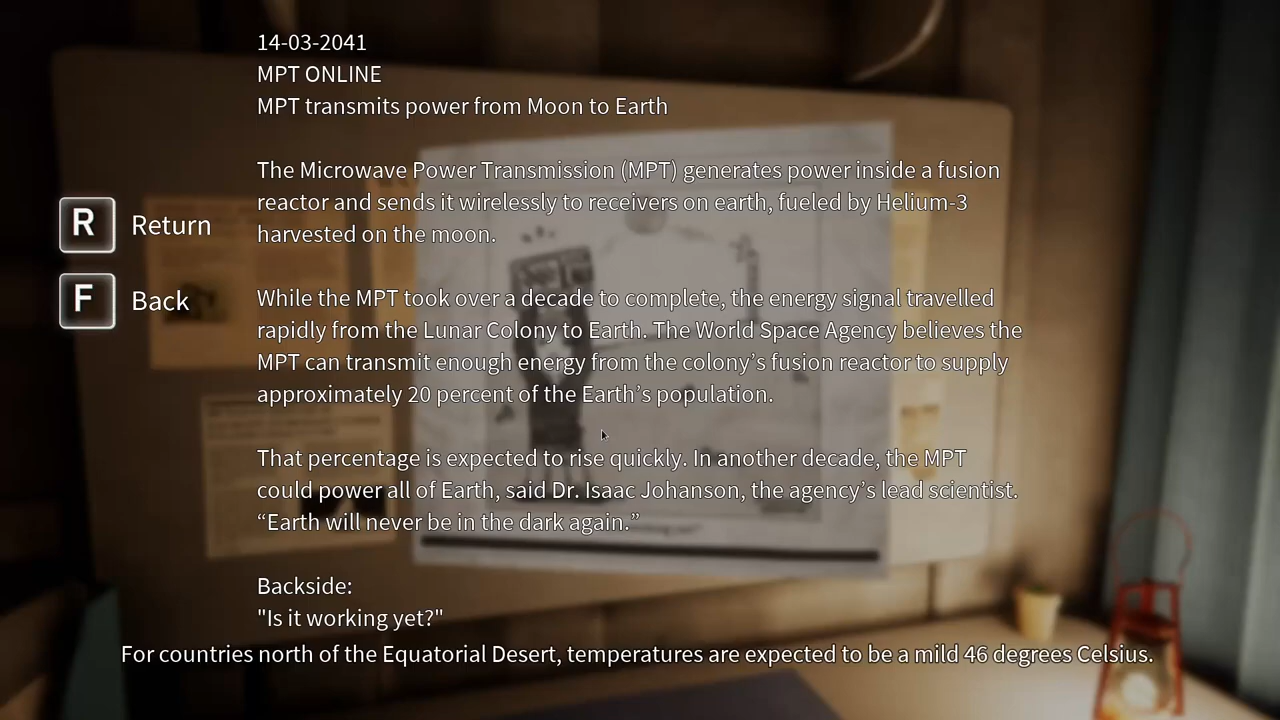 14-03-2041
MPT ONLINE
MPT transmits power from Moon to Earth
The Microwave Power Transmission (MPT) generates power inside a fusion
reactor and sends it wirelessly to receivers on earth, fueled by Helium-3
harvested on the moon.
R Return
F Back
While the MPT took over a decade to complete, the energy signal travelled
rapidly from the Lunar Colony to Earth. The World Space Agency believes the
MPT can transmit enough energy from the colony’s fusion reactor to supply
approximately 20 percent of the Earth’s population.
That percentage is expected to rise quickly. In another decade, the MPT
could power all of Earth, said Dr. Isaac Johanson, the agency’s lead scientist.
“Earth will never be in the dark again.”
Backside:
"Is it working yet?"
For countries north of the Equatorial Desert, temperatures are expected to be a mild 46 degrees Celsius.